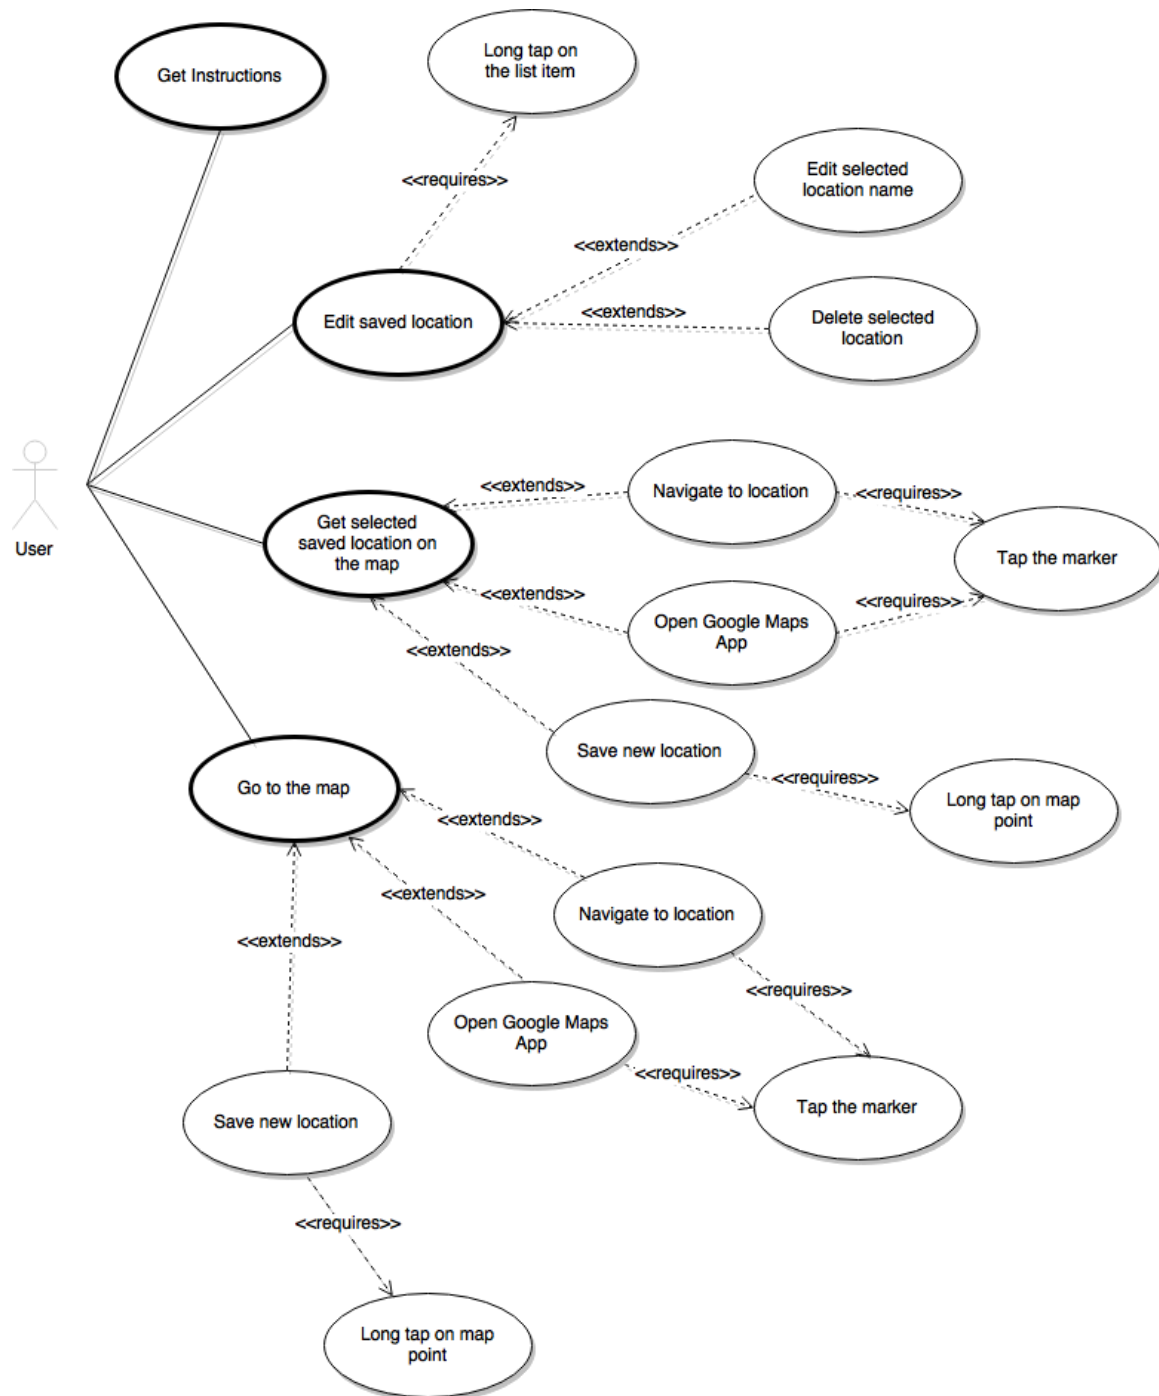 Get Instructions
Long tap on
the list item
<<requires>>
Edit selected
location name
<<extends>>
Edit saved location
<<extends>>
Delete selected
location
User
Get selected
saved location on
the map
<<extends>>
Navigate to location
<<requires>>
Tap the marker
<<extends>>
Open Google Maps
App
<<requires>>
<<extends>>
Save new location
<<requires>>
Long tap on map
point
Go to the map
<<extends>>
Navigate to location
<<extends>>
<<extends>>
Open Google Maps
App
<<requires>>
<<requires>>
Tap the marker
Save new location
<<requires>>
Long tap on map
point